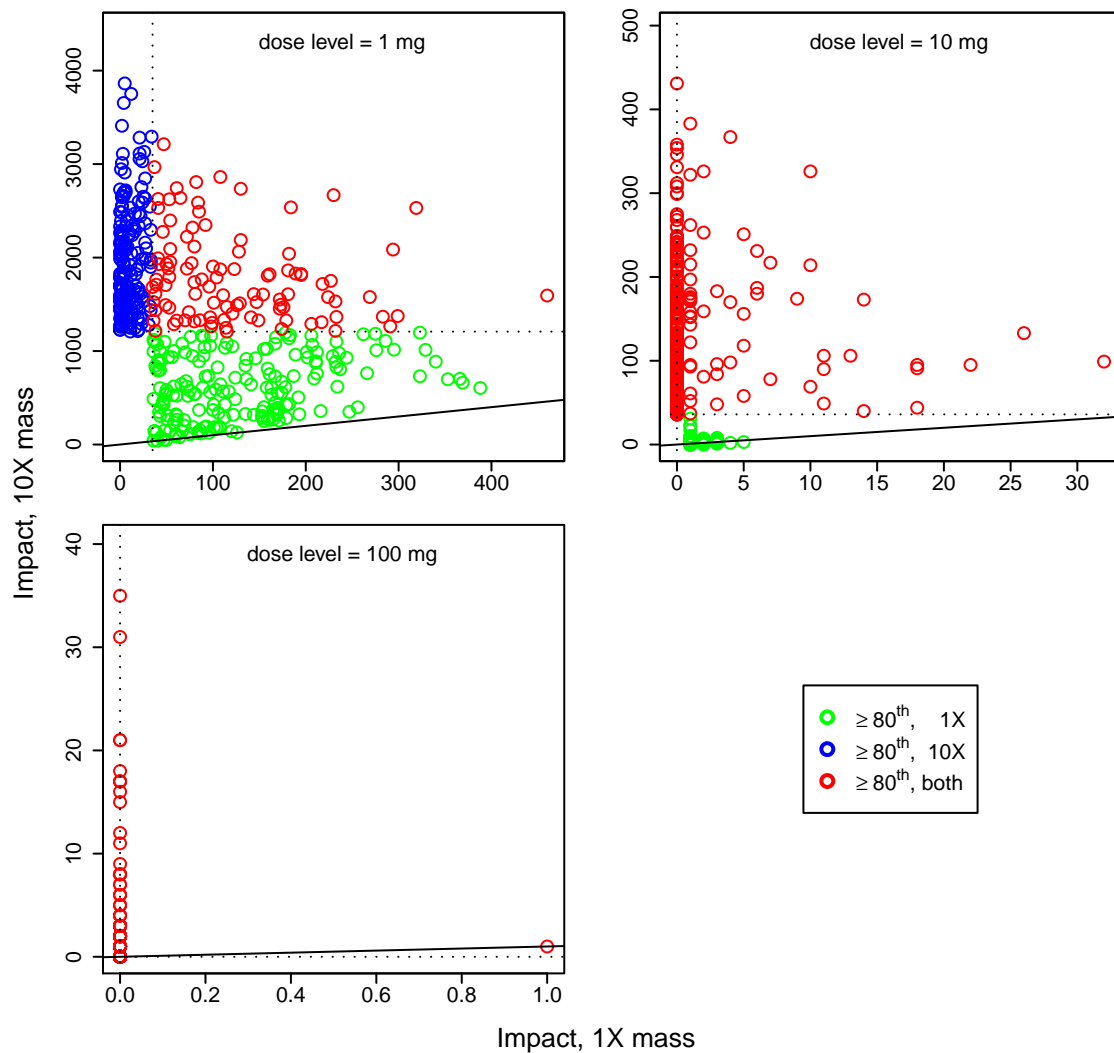 dose level = 1 mg
4000
3000
2000
1000
0
0 100 200 300 400
dose level = 10 mg
500
400
300
200
100
0
0 5 10 15 20 25 30
Impact, 10X mass
dose level = 100 mg
40
30
20
10
0
0.0 0.2 0.4 0.6 0.8 1.0
≥ 80th, 1X
≥ 80th, 10X
≥ 80th, both
Impact, 1X mass